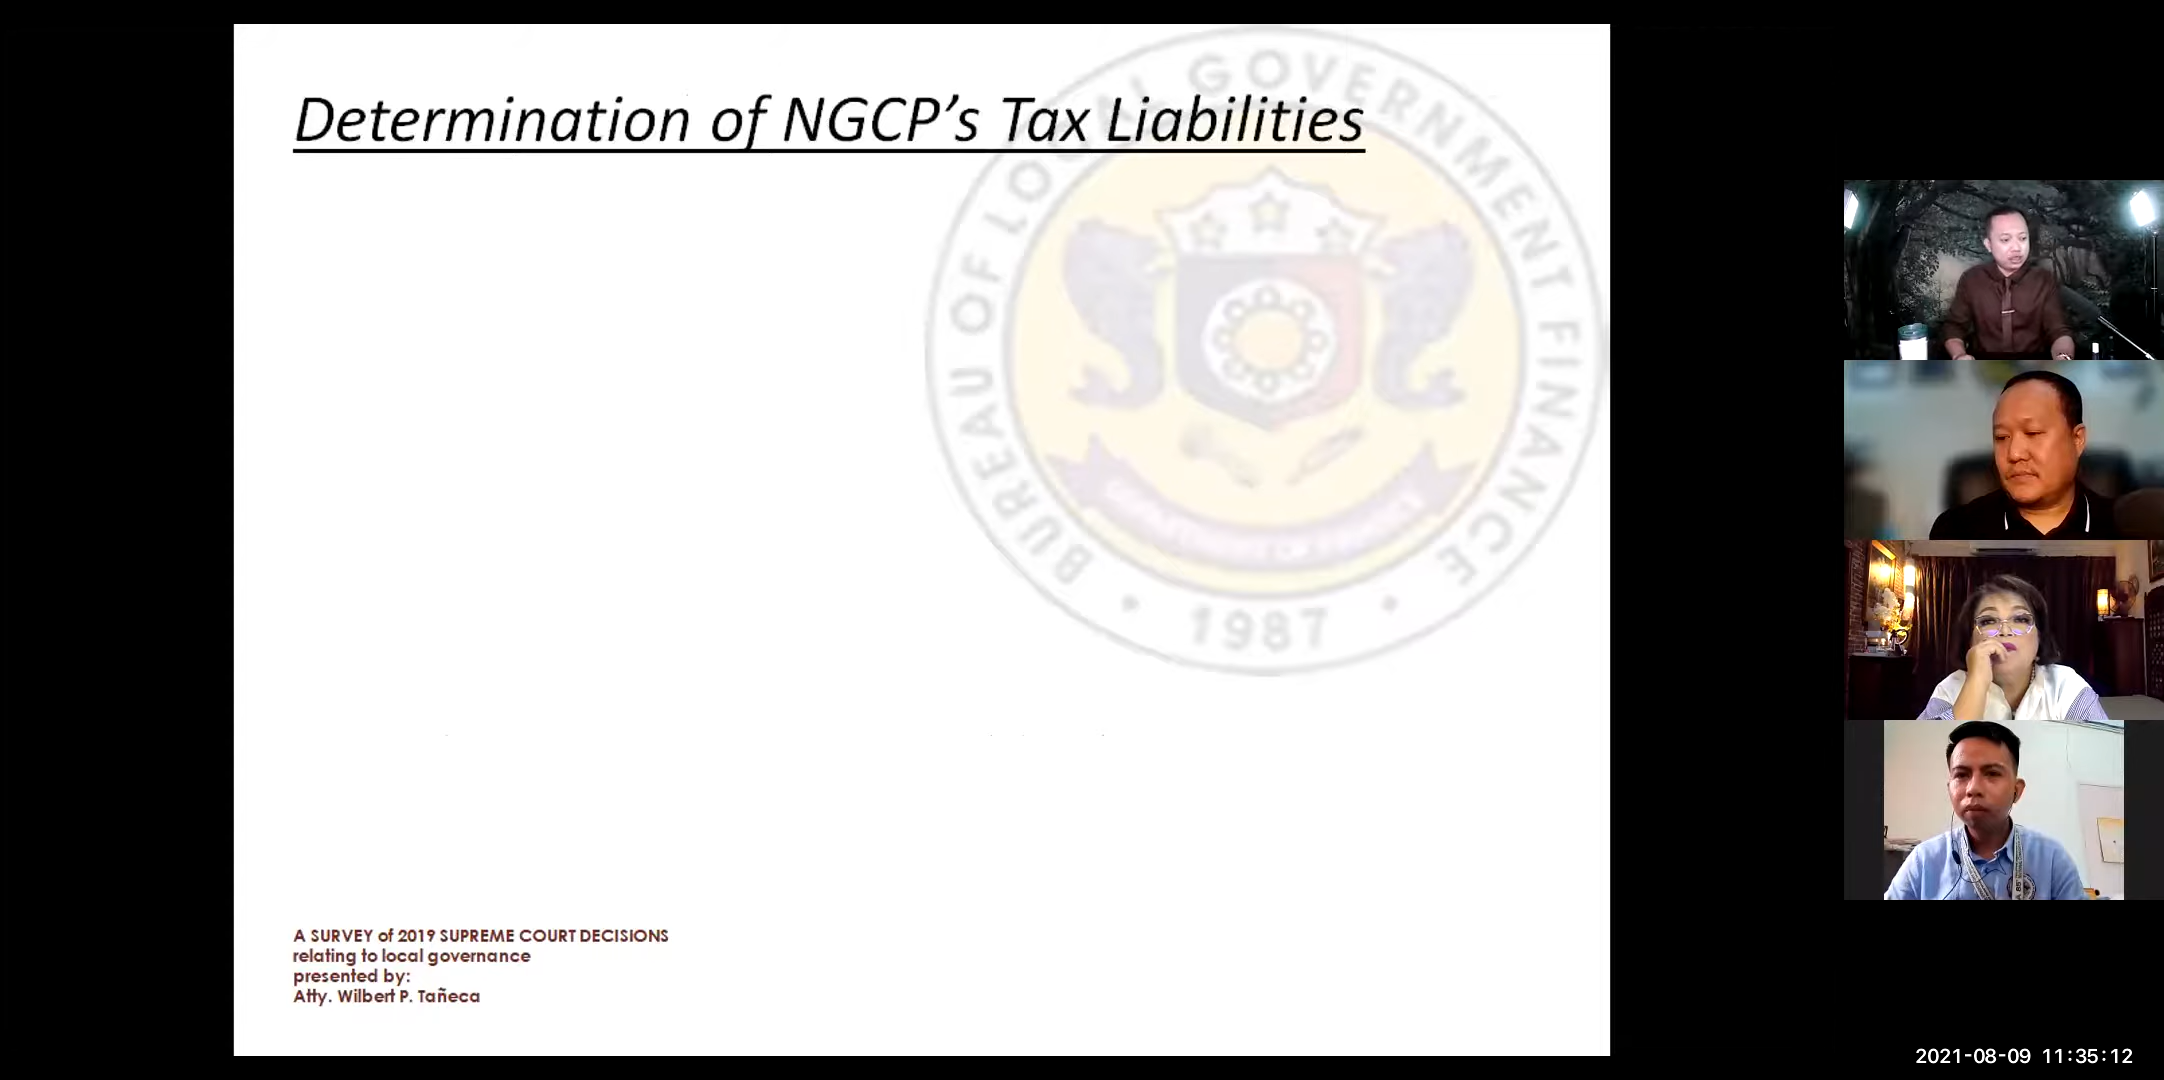 Determination of NGCP's Tax Liabilities
BUREAU OF LOCAL GOVERNMENT FINANCE
• 1987 •
A SURVEY of 2019 SUPREME COURT DECISIONS
relating to local governance
presented by:
Atty. Wilbert P. Tañeca
2021-08-09 11:35:12